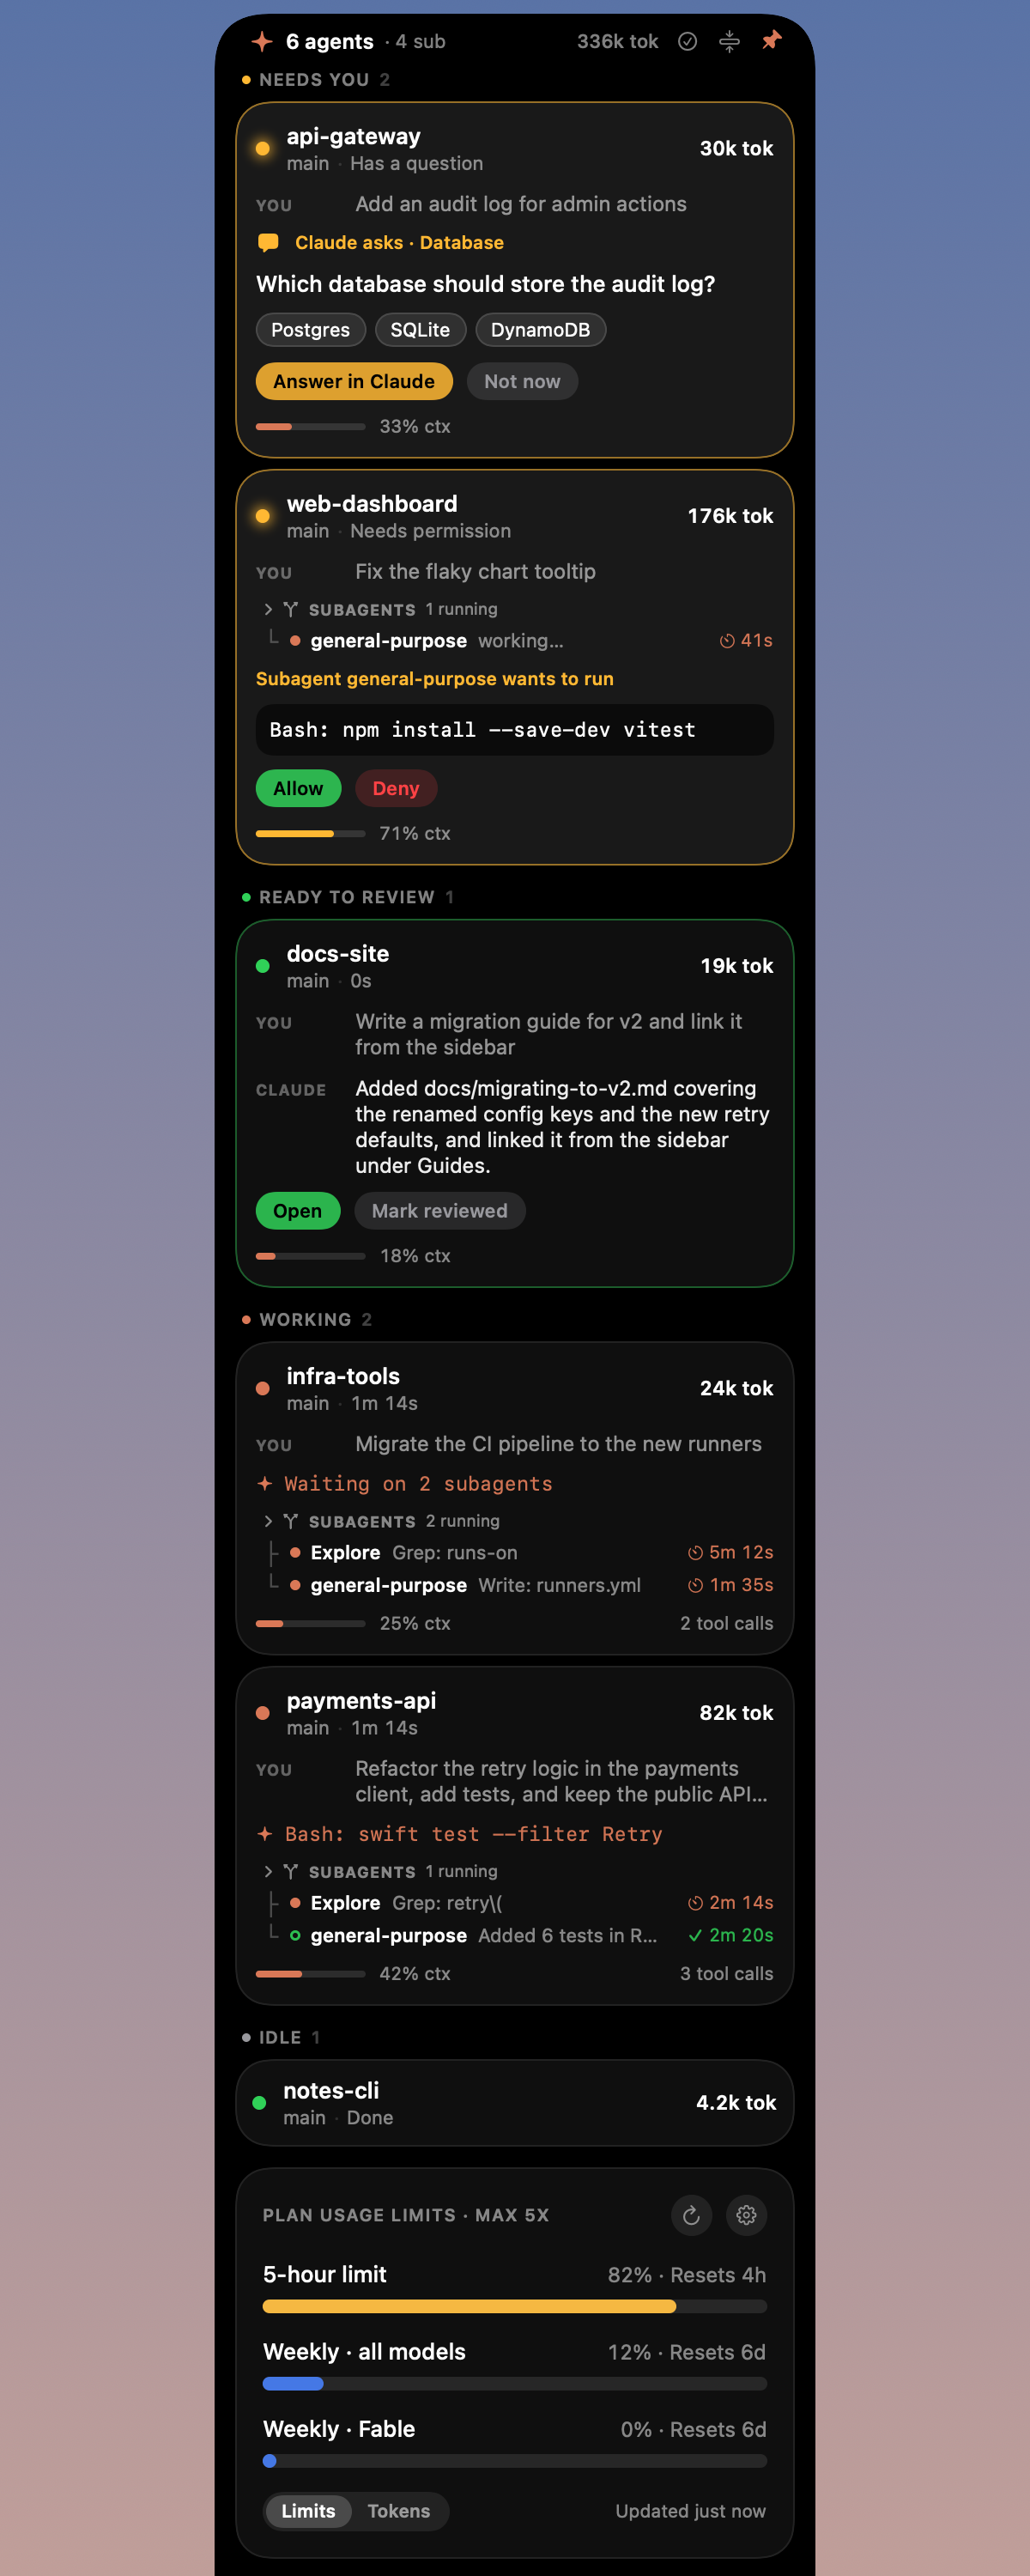 6 agents · 4 sub 336k tok
NEEDS YOU 2
api-gateway 30k tok
main · Has a question
YOU Add an audit log for admin actions
Claude asks · Database
Which database should store the audit log?
Postgres SQLite DynamoDB
Answer in Claude Not now
33% ctx
web-dashboard 176k tok
main · Needs permission
YOU Fix the flaky chart tooltip
SUBAGENTS 1 running
general-purpose working... 41s
Subagent general-purpose wants to run
Bash: npm install --save-dev vitest
Allow Deny
71% ctx
READY TO REVIEW 1
docs-site 19k tok
main · 0s
YOU Write a migration guide for v2 and link it
from the sidebar
CLAUDE Added docs/migrating-to-v2.md covering
the renamed config keys and the new retry
defaults, and linked it from the sidebar
under Guides.
Open Mark reviewed
18% ctx
WORKING 2
infra-tools 24k tok
main · 1m 14s
YOU Migrate the CI pipeline to the new runners
Waiting on 2 subagents
SUBAGENTS 2 running
Explore Grep: runs-on 5m 12s
general-purpose Write: runners.yml 1m 35s
25% ctx 2 tool calls
payments-api 82k tok
main · 1m 14s
YOU Refactor the retry logic in the payments
client, add tests, and keep the public API...
Bash: swift test --filter Retry
SUBAGENTS 1 running
Explore Grep: retry\( 2m 14s
general-purpose Added 6 tests in R... 2m 20s
42% ctx 3 tool calls
IDLE 1
notes-cli 4.2k tok
main · Done
PLAN USAGE LIMITS · MAX 5X
5-hour limit 82% · Resets 4h
Weekly · all models 12% · Resets 6d
Weekly · Fable 0% · Resets 6d
Limits Tokens Updated just now